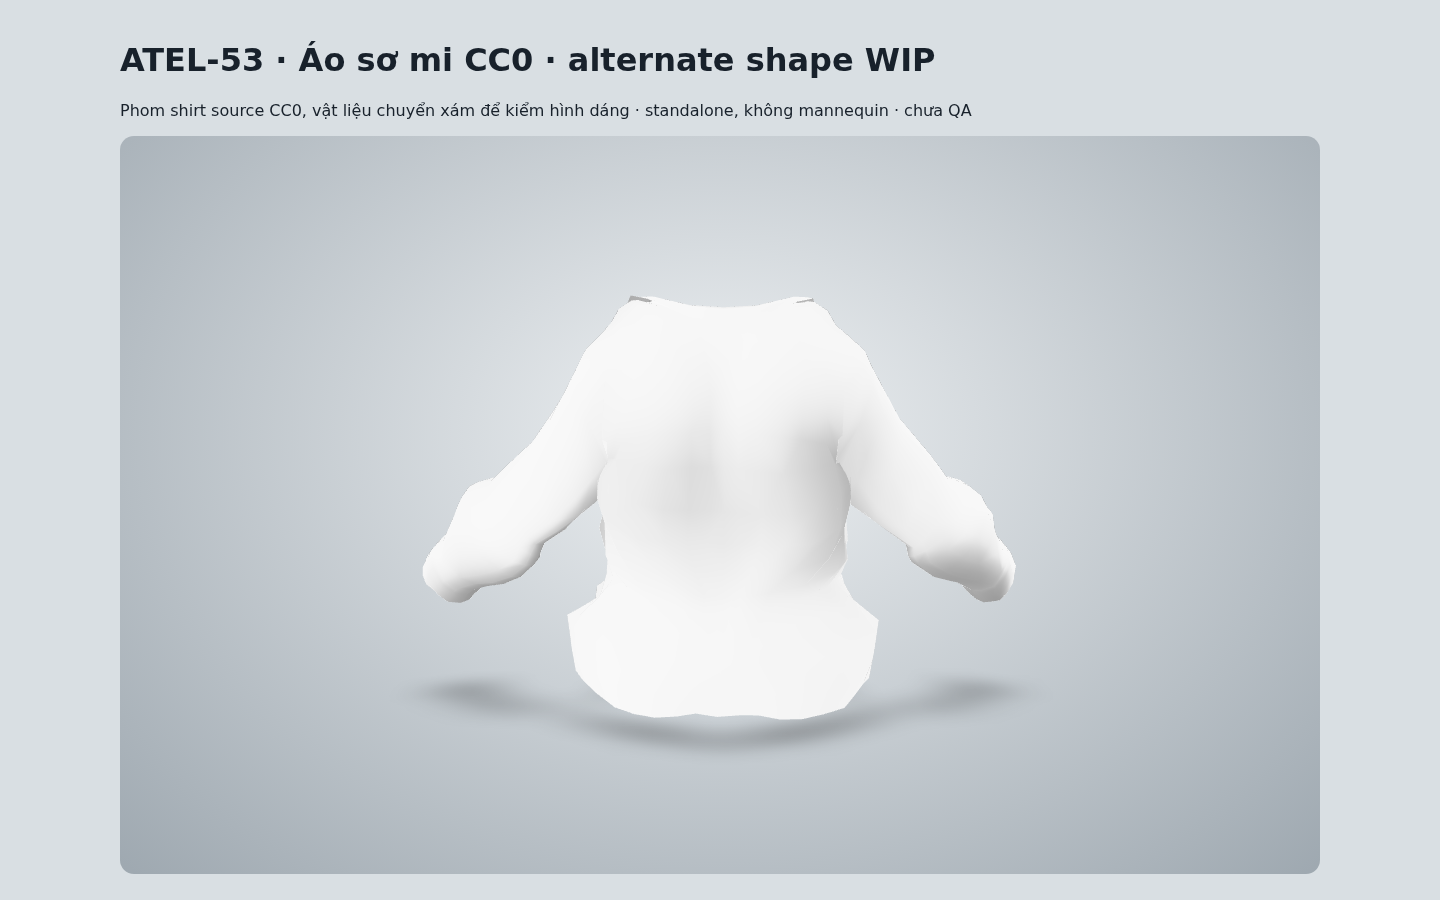 ATEL-53 · Áo sơ mi CC0 · alternate shape WIP
Phom shirt source CC0, vật liệu chuyển xám để kiểm hình dáng · standalone, không mannequin · chưa QA